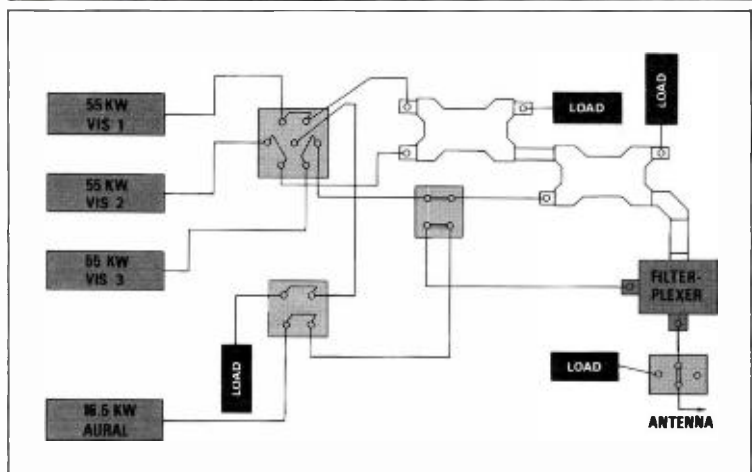 55 KW
VIS 1
55 KW
VIS 2
55 KW
VIS 3
16.5 KW
AURAL
LOAD
LOAD
LOAD
FILTER-
PLEXER
LOAD
ANTENNA